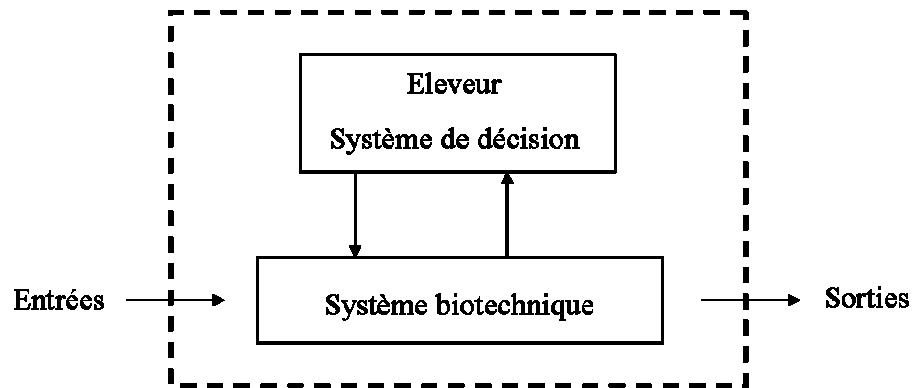 Eleveur
Système de décision
Entrées
Système biotechnique
Sorties